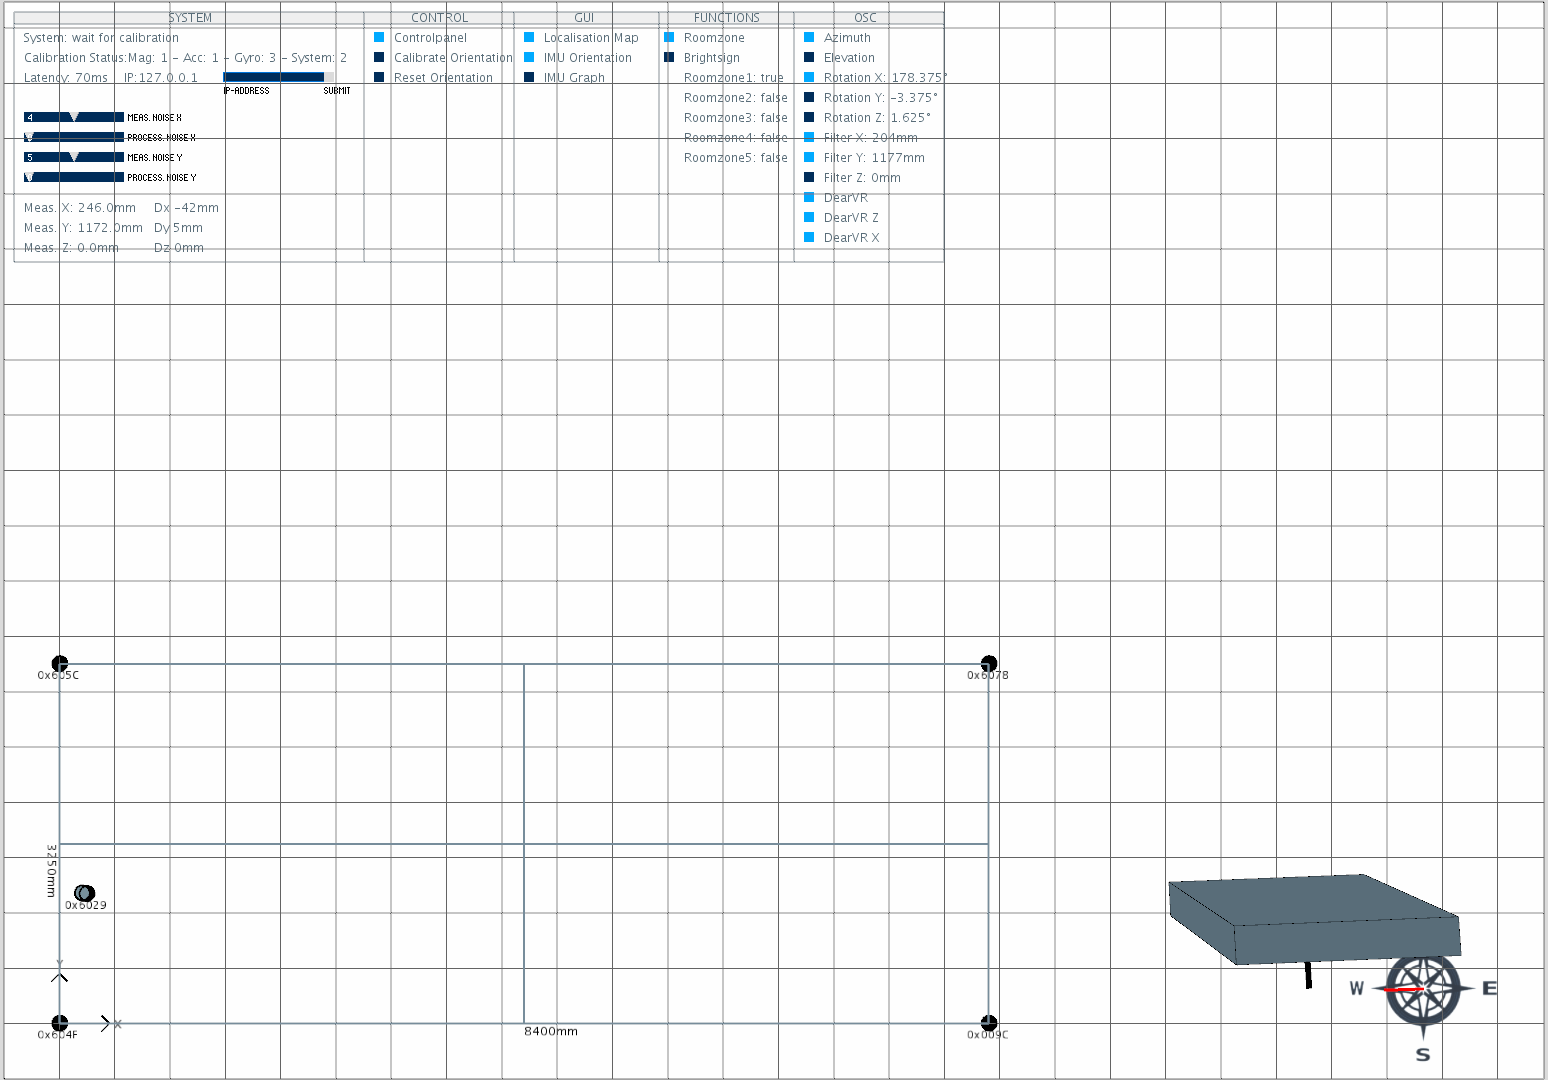 SYSTEM CONTROL GUI FUNCTIONS OSC
System: wait for calibration
Calibration Status:Mag: 1 – Acc: 1 – Gyro: 3 – System: 2
Latency: 70ms IP:127.0.0.1
IP-ADDRESS SUBMIT
4 MEAS. NOISE X
PROCESS. NOISE X
5 MEAS. NOISE Y
PROCESS. NOISE Y
Meas. X: 246.0mm Dx –42mm
Meas. Y: 1172.0mm Dy 5mm
Meas. Z: 0.0mm Dz 0mm
Controlpanel
Calibrate Orientation
Reset Orientation
Localisation Map
IMU Orientation
IMU Graph
Roomzone
Brightsign
Roomzone1: true
Roomzone2: false
Roomzone3: false
Roomzone4: false
Roomzone5: false
Azimuth
Elevation
Rotation X: 178.375°
Rotation Y: –3.375°
Rotation Z: 1.625°
Filter X: 204mm
Filter Y: 1177mm
Filter Z: 0mm
DearVR
DearVR Z
DearVR X
0x605C
0x6078
3250mm
0x6029
Y
X
0x604F
8400mm
0x009C
W
E
S